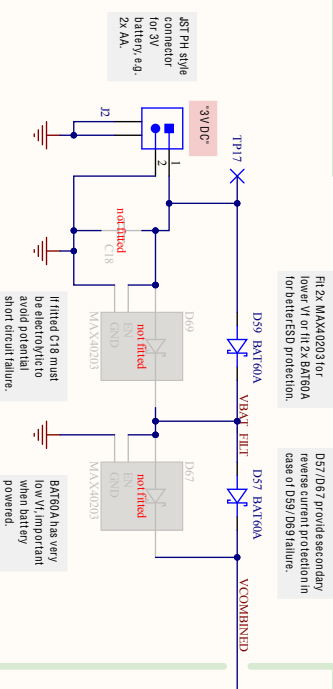 JST PH style
connector
for 3V
battery, e.g.
2x AA.
"3V DC"
J2
1
2
TP17
Fit 2x MAX40203 for
lower Vf or fit 2x BAT60A
for better ESD protection.
D59 BAT60A
VBAT_FILT
D57/D67 provide secondary
reverse current protection in
case of D59/D69 failure.
D57 BAT60A
VCOMBINED
not fitted
C18
D69
not fitted
EN
GND
MAX40203
D67
not fitted
EN
GND
MAX40203
If fitted C18 must
be electrolytic to
avoid potential
short circuit failure.
BAT60A has very
low Vf, important
when battery
powered.